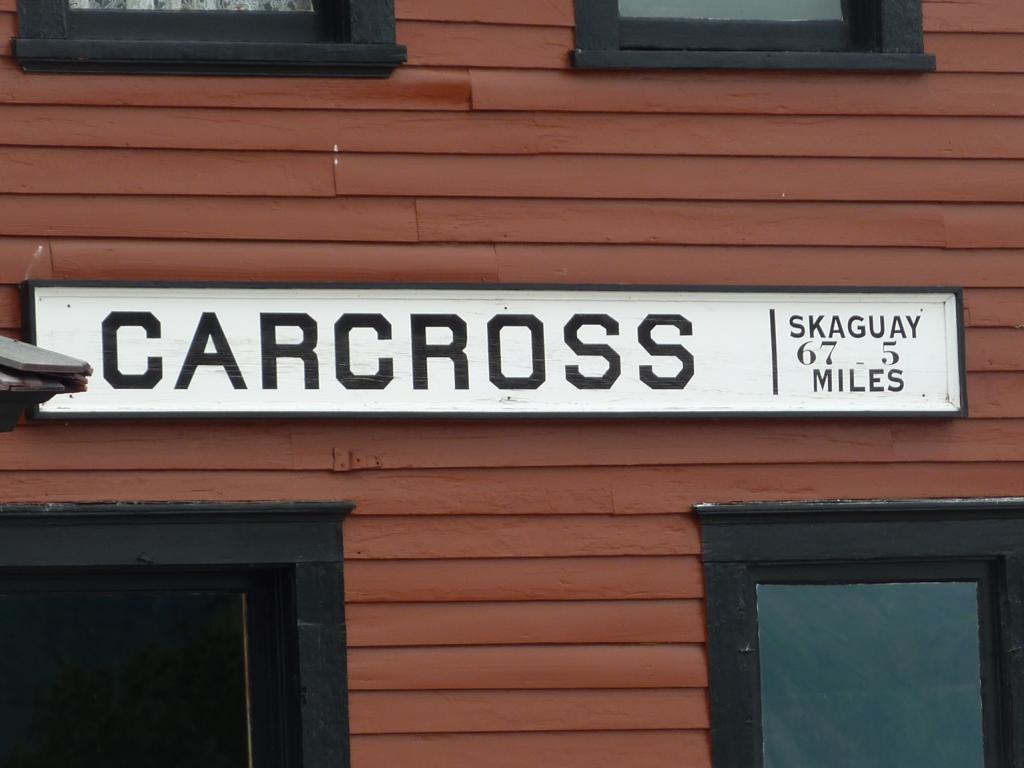 CARCROSS
SKAGUAY
67 - 5
MILES